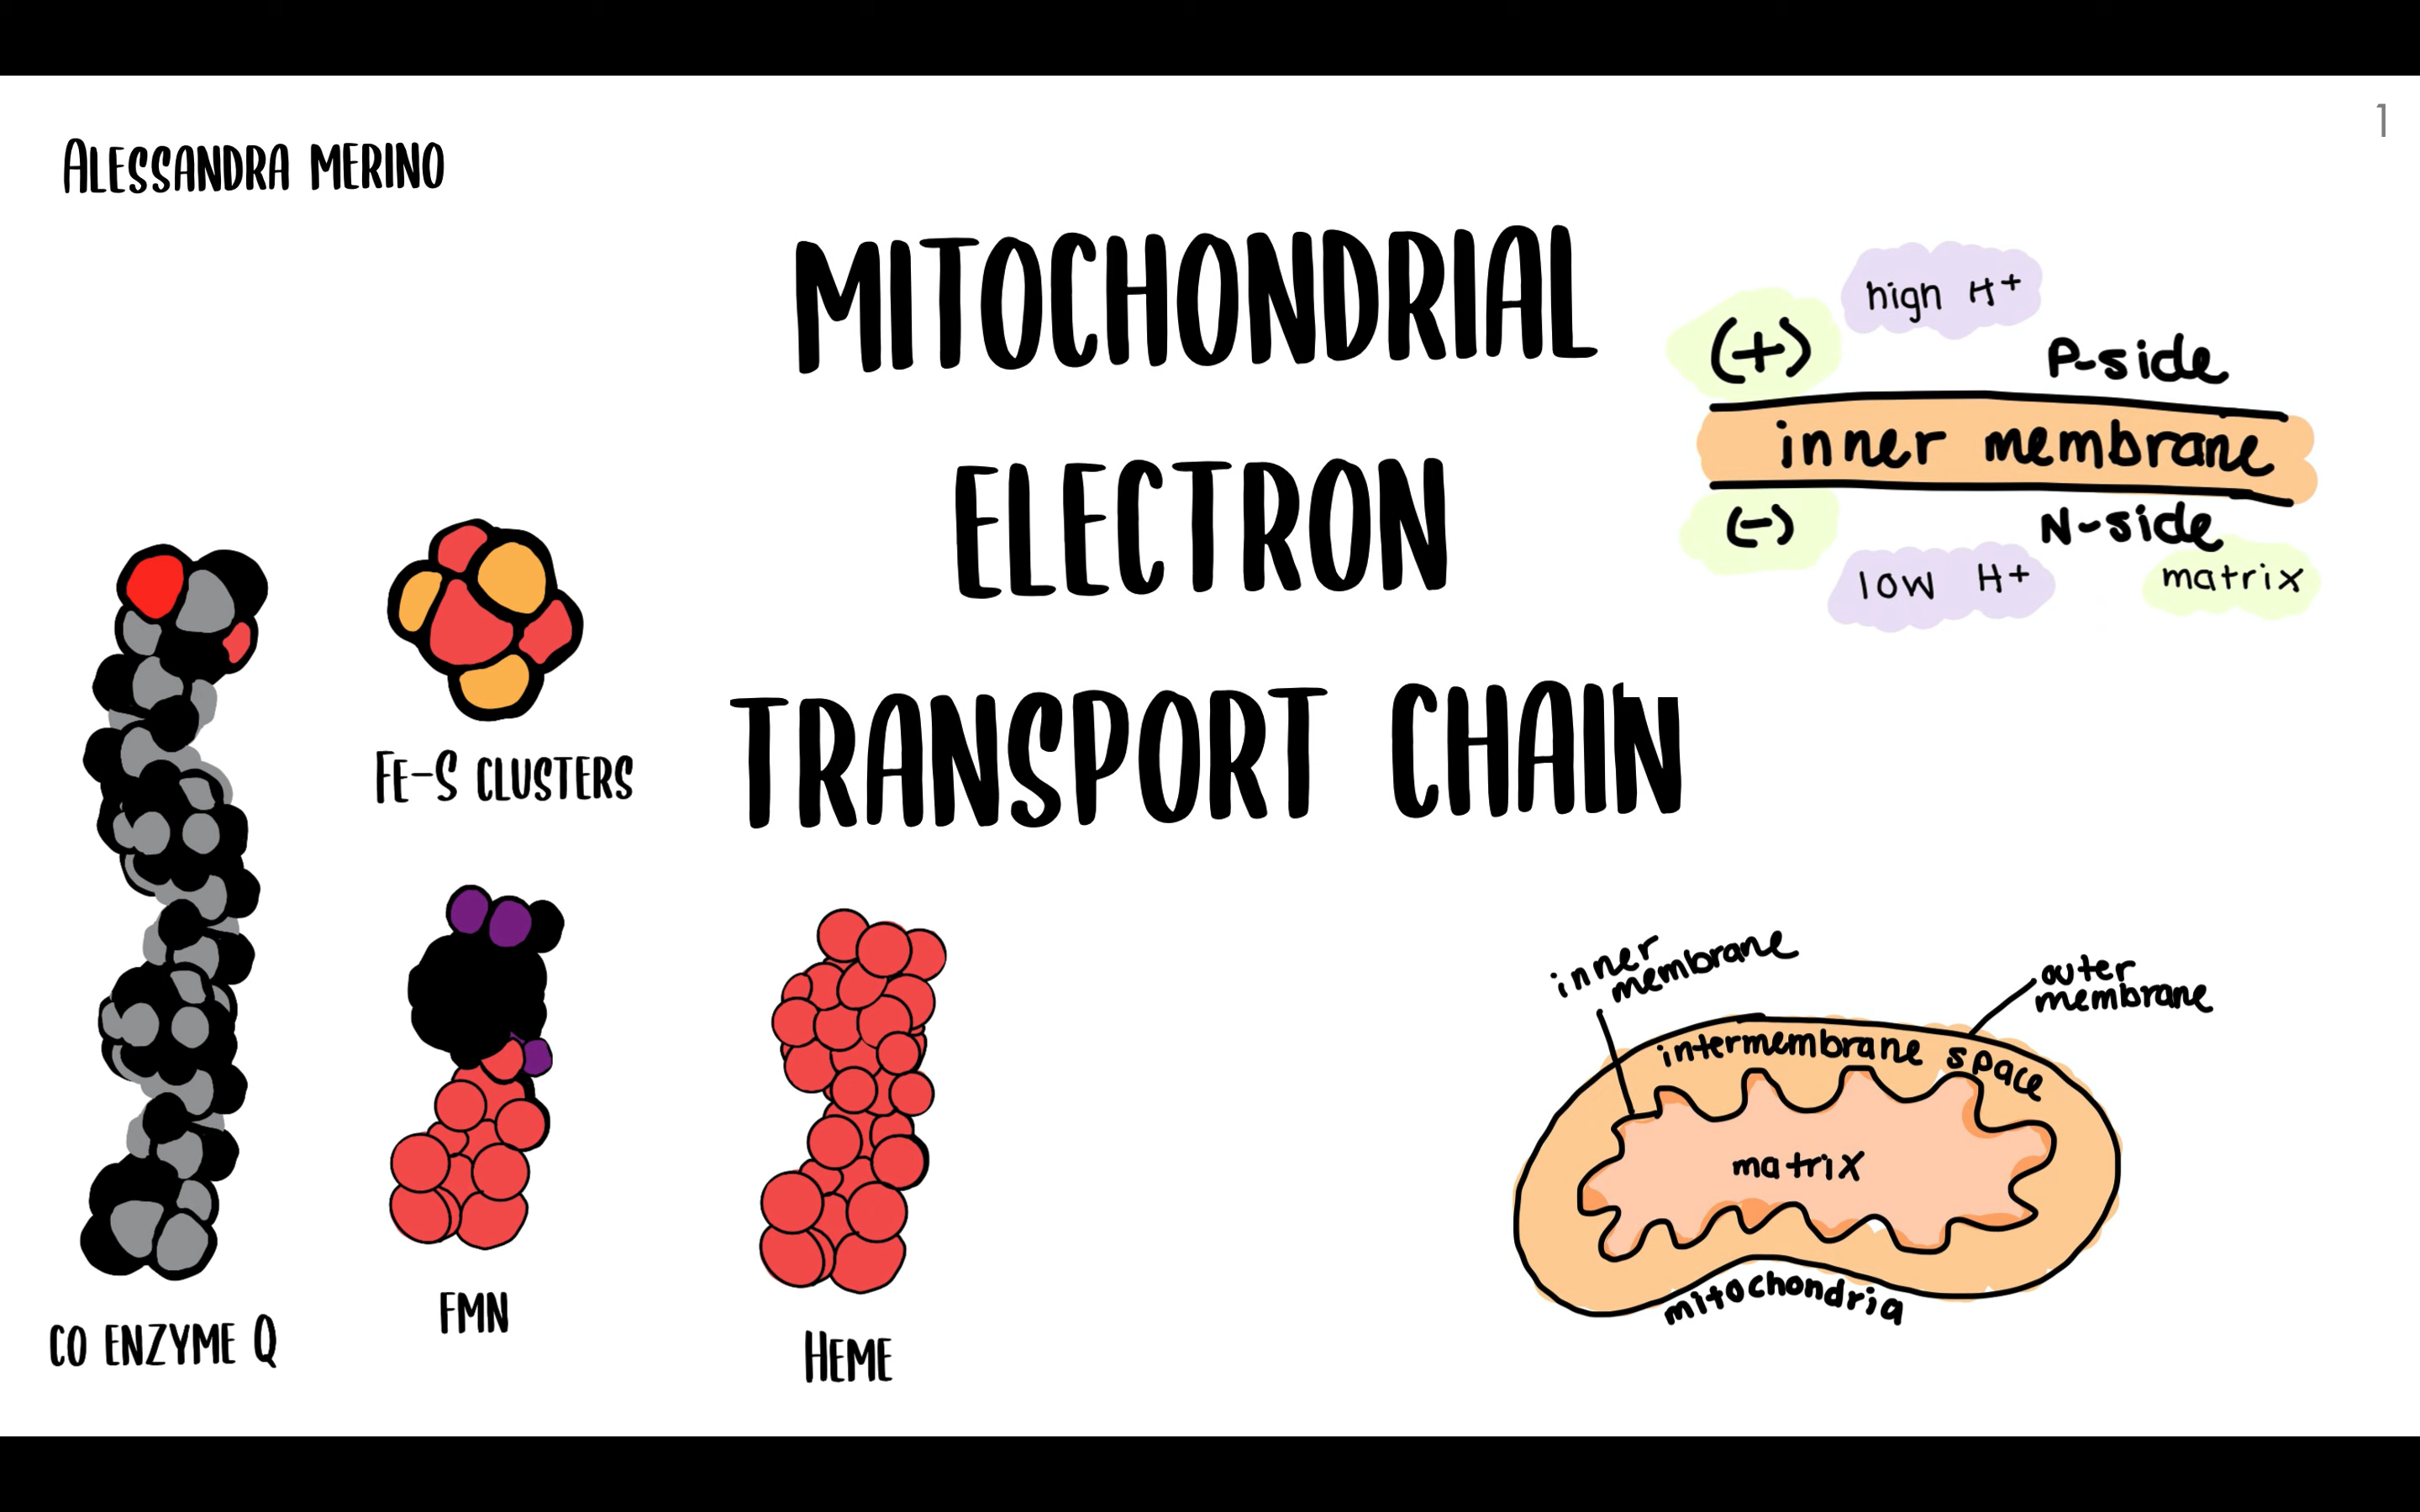 1
ALESSANDRA MERINO
MITOCHONDRIAL
ELECTRON
TRANSPORT CHAIN
high H+
(+)
P-side
inner membrane
(-)
N-side
low H+
matrix
FE-S CLUSTERS
CO ENZYME Q
FMN
HEME
inner
membrane
outer
membrane
intermembrane space
matrix
mitochondria